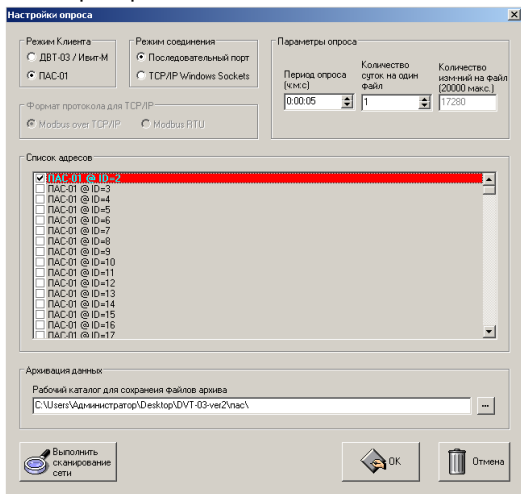 Настройки опроса
Режим Клиента
ДВТ-03 / Ивит-М
ПАС-01
Режим соединения
Последовательный порт
TCP/IP Windows Sockets
Параметры опроса
Период опроса
(ч:м:с)
0:00:05
Количество
суток на один
файл
1
Количество
изм-ний на файл
(20000 макс.)
17280
Формат протокола для TCP/IP
Modbus over TCP/IP
Modbus RTU
Список адресов
ПАС-01 @ ID=2
ПАС-01 @ ID=3
ПАС-01 @ ID=4
ПАС-01 @ ID=5
ПАС-01 @ ID=6
ПАС-01 @ ID=7
ПАС-01 @ ID=8
ПАС-01 @ ID=9
ПАС-01 @ ID=10
ПАС-01 @ ID=11
ПАС-01 @ ID=12
ПАС-01 @ ID=13
ПАС-01 @ ID=14
ПАС-01 @ ID=15
ПАС-01 @ ID=16
ПАС-01 @ ID=17
Архивация данных
Рабочий каталог для сохранеия файлов архива
C:\Users\Администратор\Desktop\DVT-03-ver2\пас\
...
Выполнить
сканирование
сети
OK
Отмена